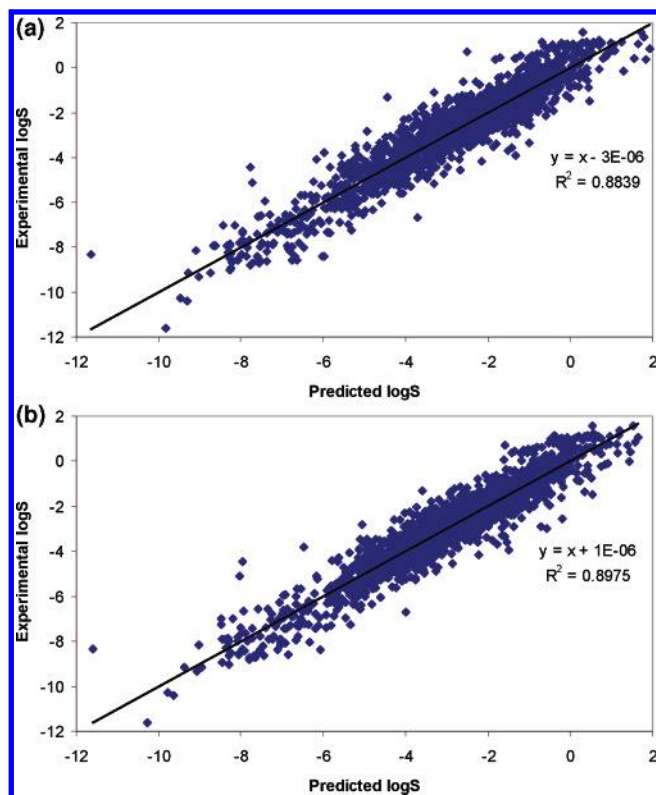 (a)
2
0
-2
-4
-6
-8
-10
-12
Experimental logS
y = x - 3E-06
R² = 0.8839
-12 -10 -8 -6 -4 -2 0 2
Predicted logS
(b)
2
0
-2
-4
-6
-8
-10
-12
Experimental logS
y = x + 1E-06
R² = 0.8975
-12 -10 -8 -6 -4 -2 0 2
Predicted logS